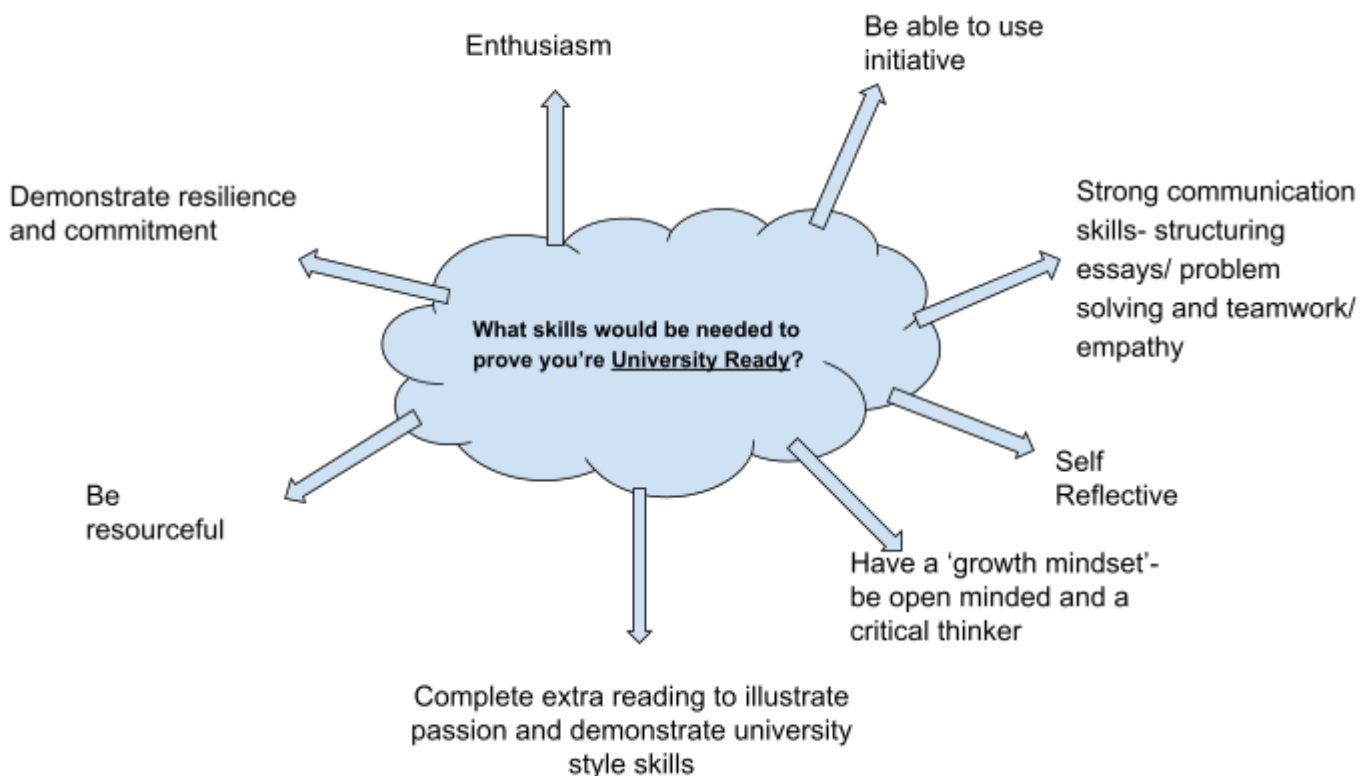 Enthusiasm
Be able to use
initiative
Demonstrate resilience
and commitment
Strong communication
skills- structuring
essays/ problem
solving and teamwork/
empathy
What skills would be needed to
prove you’re University Ready?
Self
Reflective
Be
resourceful
Have a ‘growth mindset’-
be open minded and a
critical thinker
Complete extra reading to illustrate
passion and demonstrate university
style skills